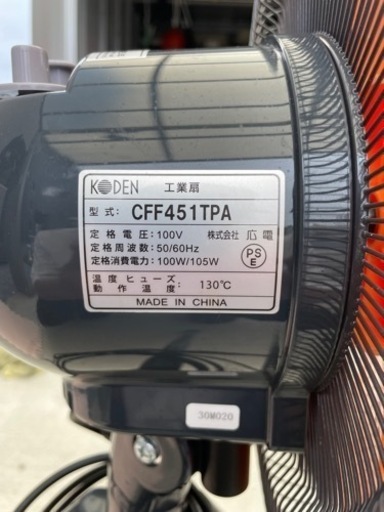 KODEN 工業扇
型式: CFF451TPA
定格電圧: 100V 株式会社 広電
定格周波数: 50/60Hz
定格消費電力: 100W/105W
PS
E
温度ヒューズ
動作温度: 130℃
MADE IN CHINA
30M020